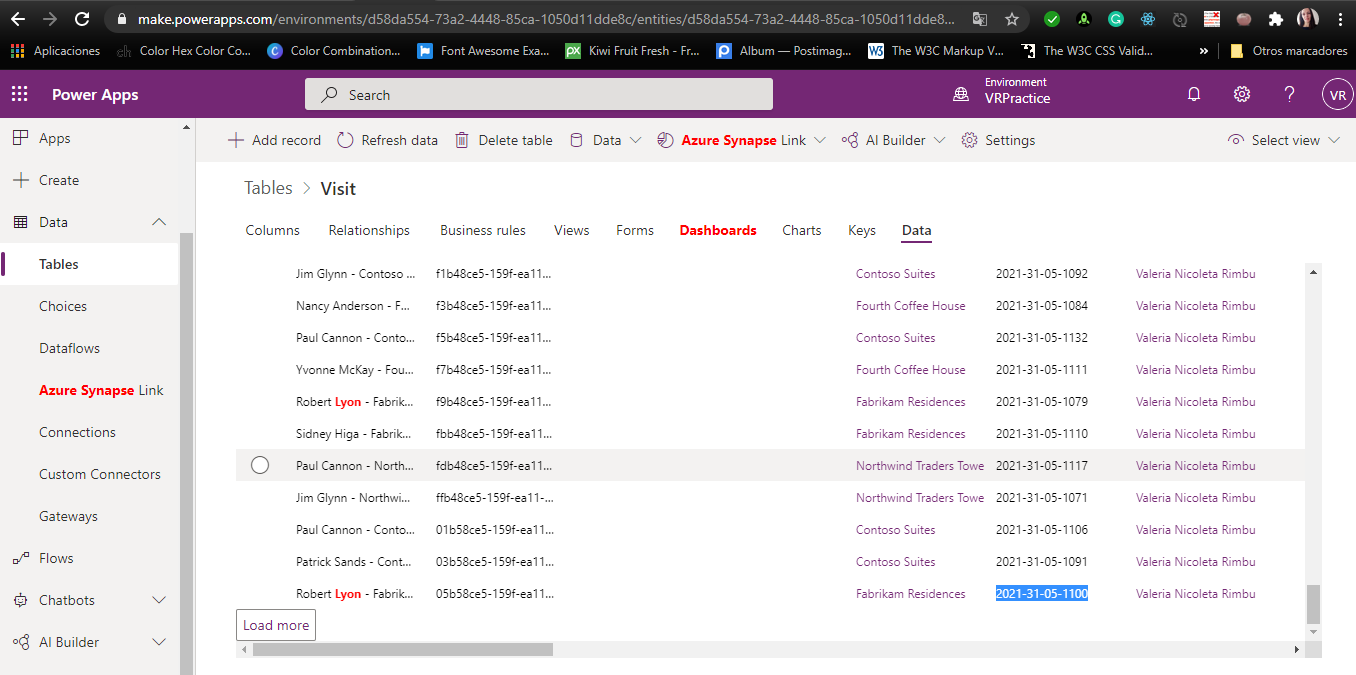 make.powerapps.com/environments/d58da554-73a2-4448-85ca-1050d11dde8c/entities/d58da554-73a2-4448-85ca-1050d11dde8...
Aplicaciones Color Hex Color Co... Color Combination... Font Awesome Exa... Kiwi Fruit Fresh - Fr... Album — Postimag... The W3C Markup V... The W3C CSS Valid... » Otros marcadores
Power Apps
Search
Environment
VRPractice
VR
Apps
Create
Data
Tables
Choices
Dataflows
Azure Synapse Link
Connections
Custom Connectors
Gateways
Flows
Chatbots
AI Builder
Add record Refresh data Delete table Data Azure Synapse Link AI Builder Settings Select view
Tables > Visit
Columns Relationships Business rules Views Forms Dashboards Charts Keys Data
Jim Glynn - Contoso ... f1b48ce5-159f-ea11... Contoso Suites 2021-31-05-1092 Valeria Nicoleta Rimbu
Nancy Anderson - F... f3b48ce5-159f-ea11... Fourth Coffee House 2021-31-05-1084 Valeria Nicoleta Rimbu
Paul Cannon - Conto... f5b48ce5-159f-ea11... Contoso Suites 2021-31-05-1132 Valeria Nicoleta Rimbu
Yvonne McKay - Fou... f7b48ce5-159f-ea11... Fourth Coffee House 2021-31-05-1111 Valeria Nicoleta Rimbu
Robert Lyon - Fabrik... f9b48ce5-159f-ea11... Fabrikam Residences 2021-31-05-1079 Valeria Nicoleta Rimbu
Sidney Higa - Fabrik... fbb48ce5-159f-ea11... Fabrikam Residences 2021-31-05-1110 Valeria Nicoleta Rimbu
Paul Cannon - North... fdb48ce5-159f-ea11... Northwind Traders Towe 2021-31-05-1117 Valeria Nicoleta Rimbu
Jim Glynn - Northwi... ffb48ce5-159f-ea11-... Northwind Traders Towe 2021-31-05-1071 Valeria Nicoleta Rimbu
Paul Cannon - Conto... 01b58ce5-159f-ea11... Contoso Suites 2021-31-05-1106 Valeria Nicoleta Rimbu
Patrick Sands - Cont... 03b58ce5-159f-ea11... Contoso Suites 2021-31-05-1091 Valeria Nicoleta Rimbu
Robert Lyon - Fabrik... 05b58ce5-159f-ea11... Fabrikam Residences 2021-31-05-1100 Valeria Nicoleta Rimbu
Load more